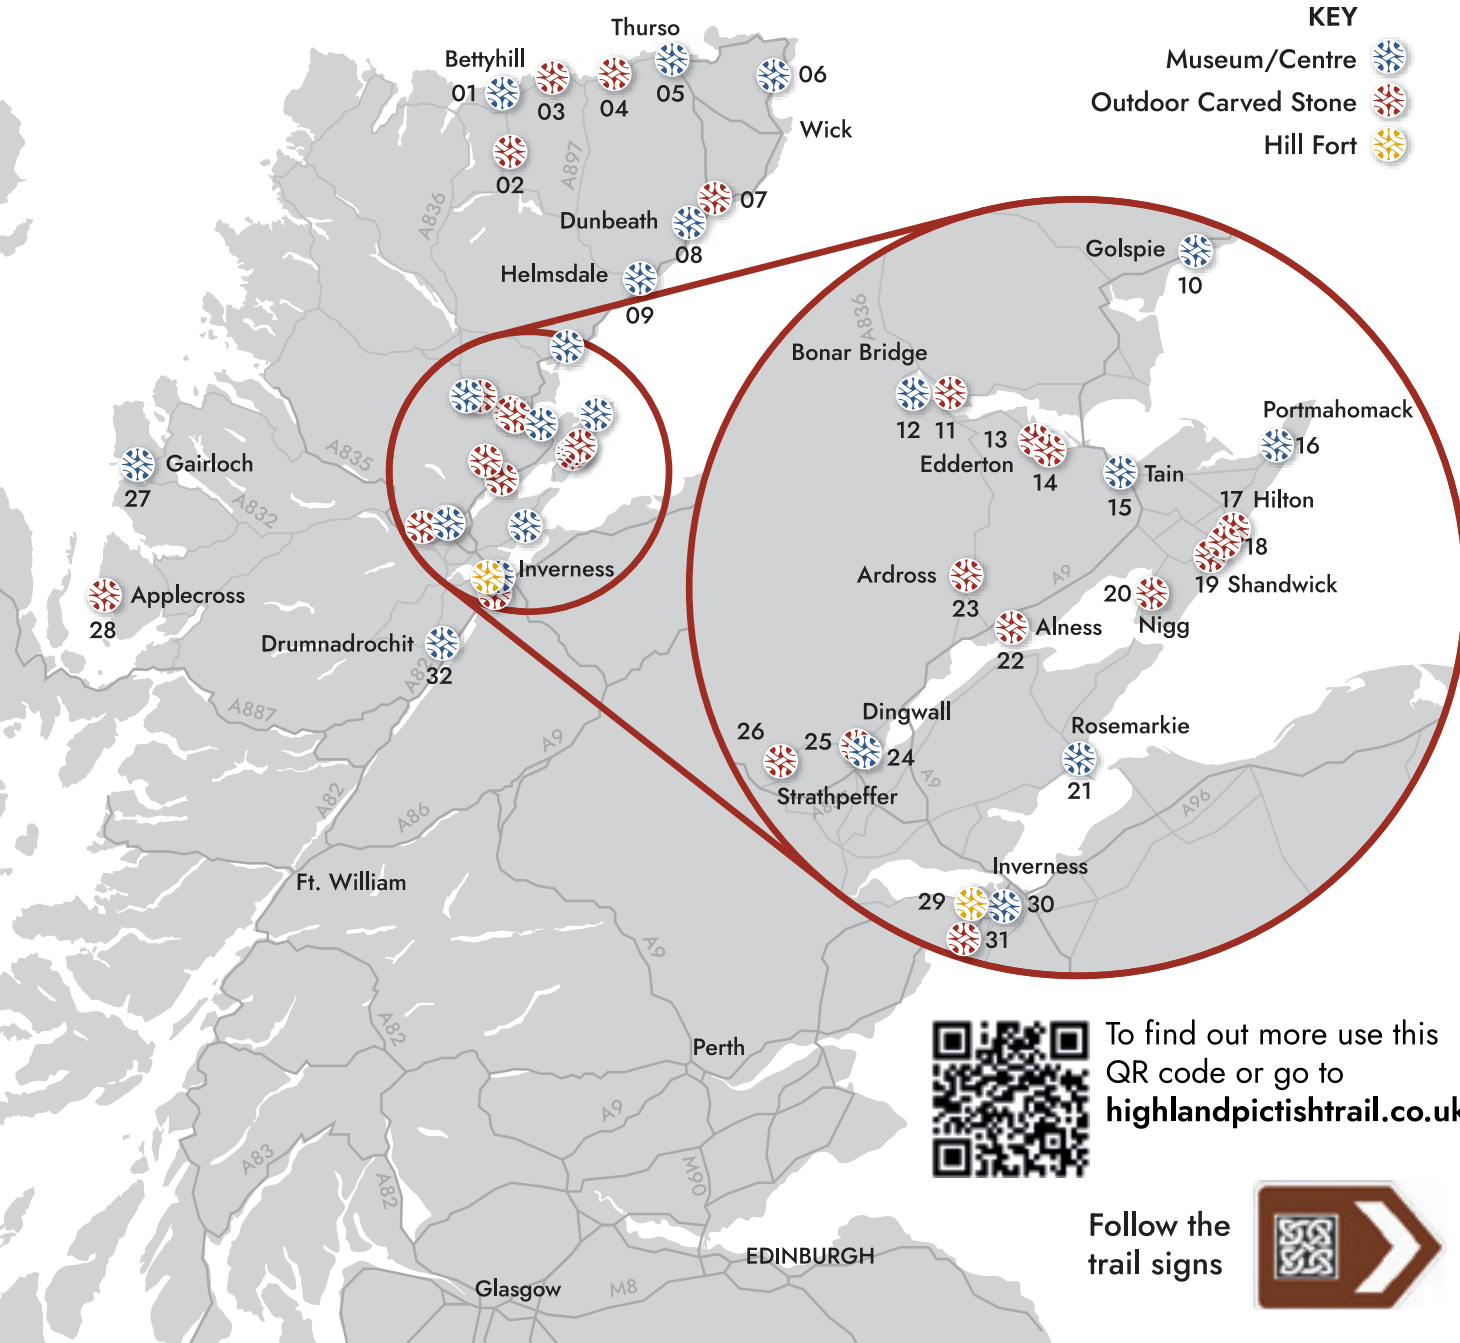 KEY
Museum/Centre
Outdoor Carved Stone
Hill Fort
Thurso
Bettyhill
01
03
04
05
06
Wick
02
A897
A836
07
Dunbeath
08
Helmsdale
09
Golspie
10
A836
Bonar Bridge
12
11
13
Edderton
14
Portmahomack
16
Tain
15
17
Hilton
18
19
Shandwick
20
Nigg
Ardross
23
A9
Alness
22
Dingwall
26
25
24
Strathpeffer
A9
Rosemarkie
21
A96
Inverness
29
30
31
Gairloch
27
A835
A832
Inverness
Applecross
28
Drumnadrochit
32
A82
A887
A9
A82
A86
Ft. William
A9
A82
Perth
A9
A83
A82
M90
EDINBURGH
Glasgow
M8
To find out more use this
QR code or go to
highlandpictishtrail.co.uk
Follow the
trail signs